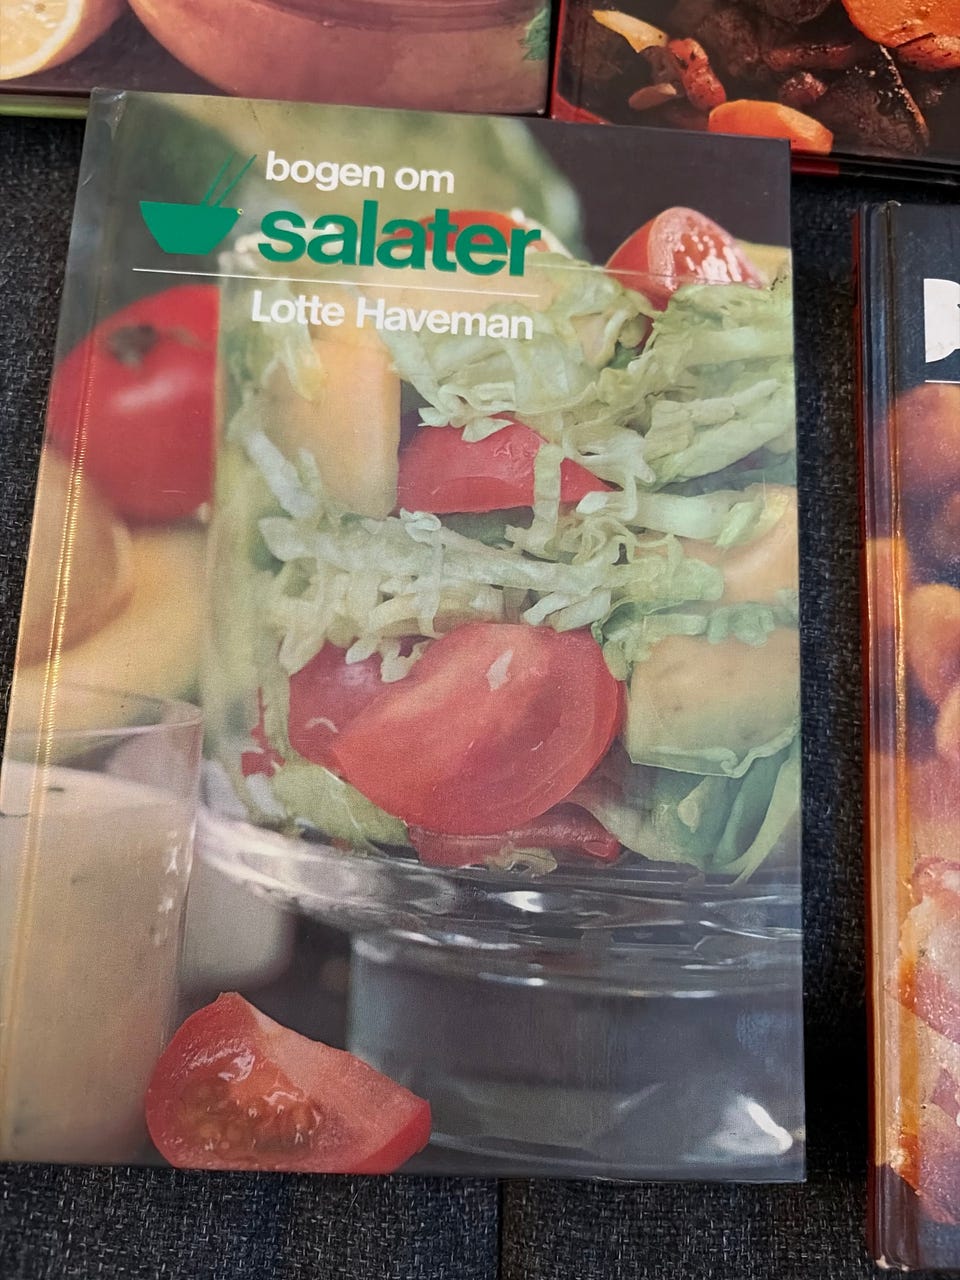 bogen om
salater
Lotte Haveman